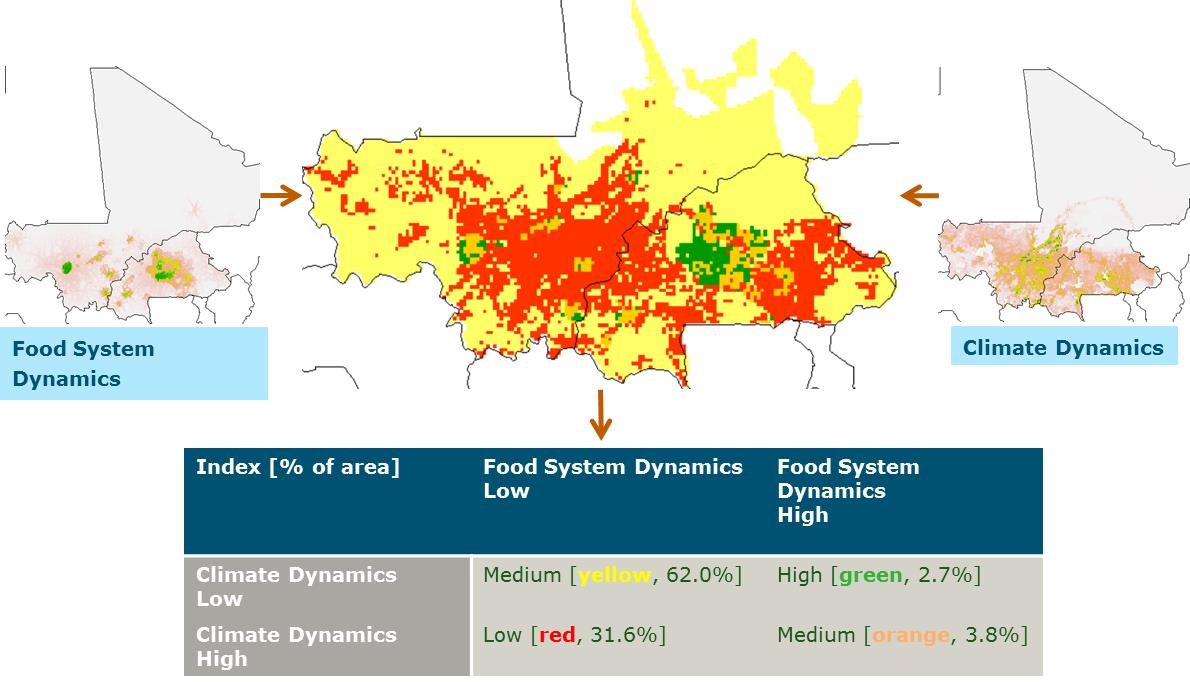 Food System
Dynamics
Climate Dynamics
Index [% of area]
Food System Dynamics
Low
Food System
Dynamics
High
Climate Dynamics
Low
Medium [yellow, 62.0%]
High [green, 2.7%]
Climate Dynamics
High
Low [red, 31.6%]
Medium [orange, 3.8%]